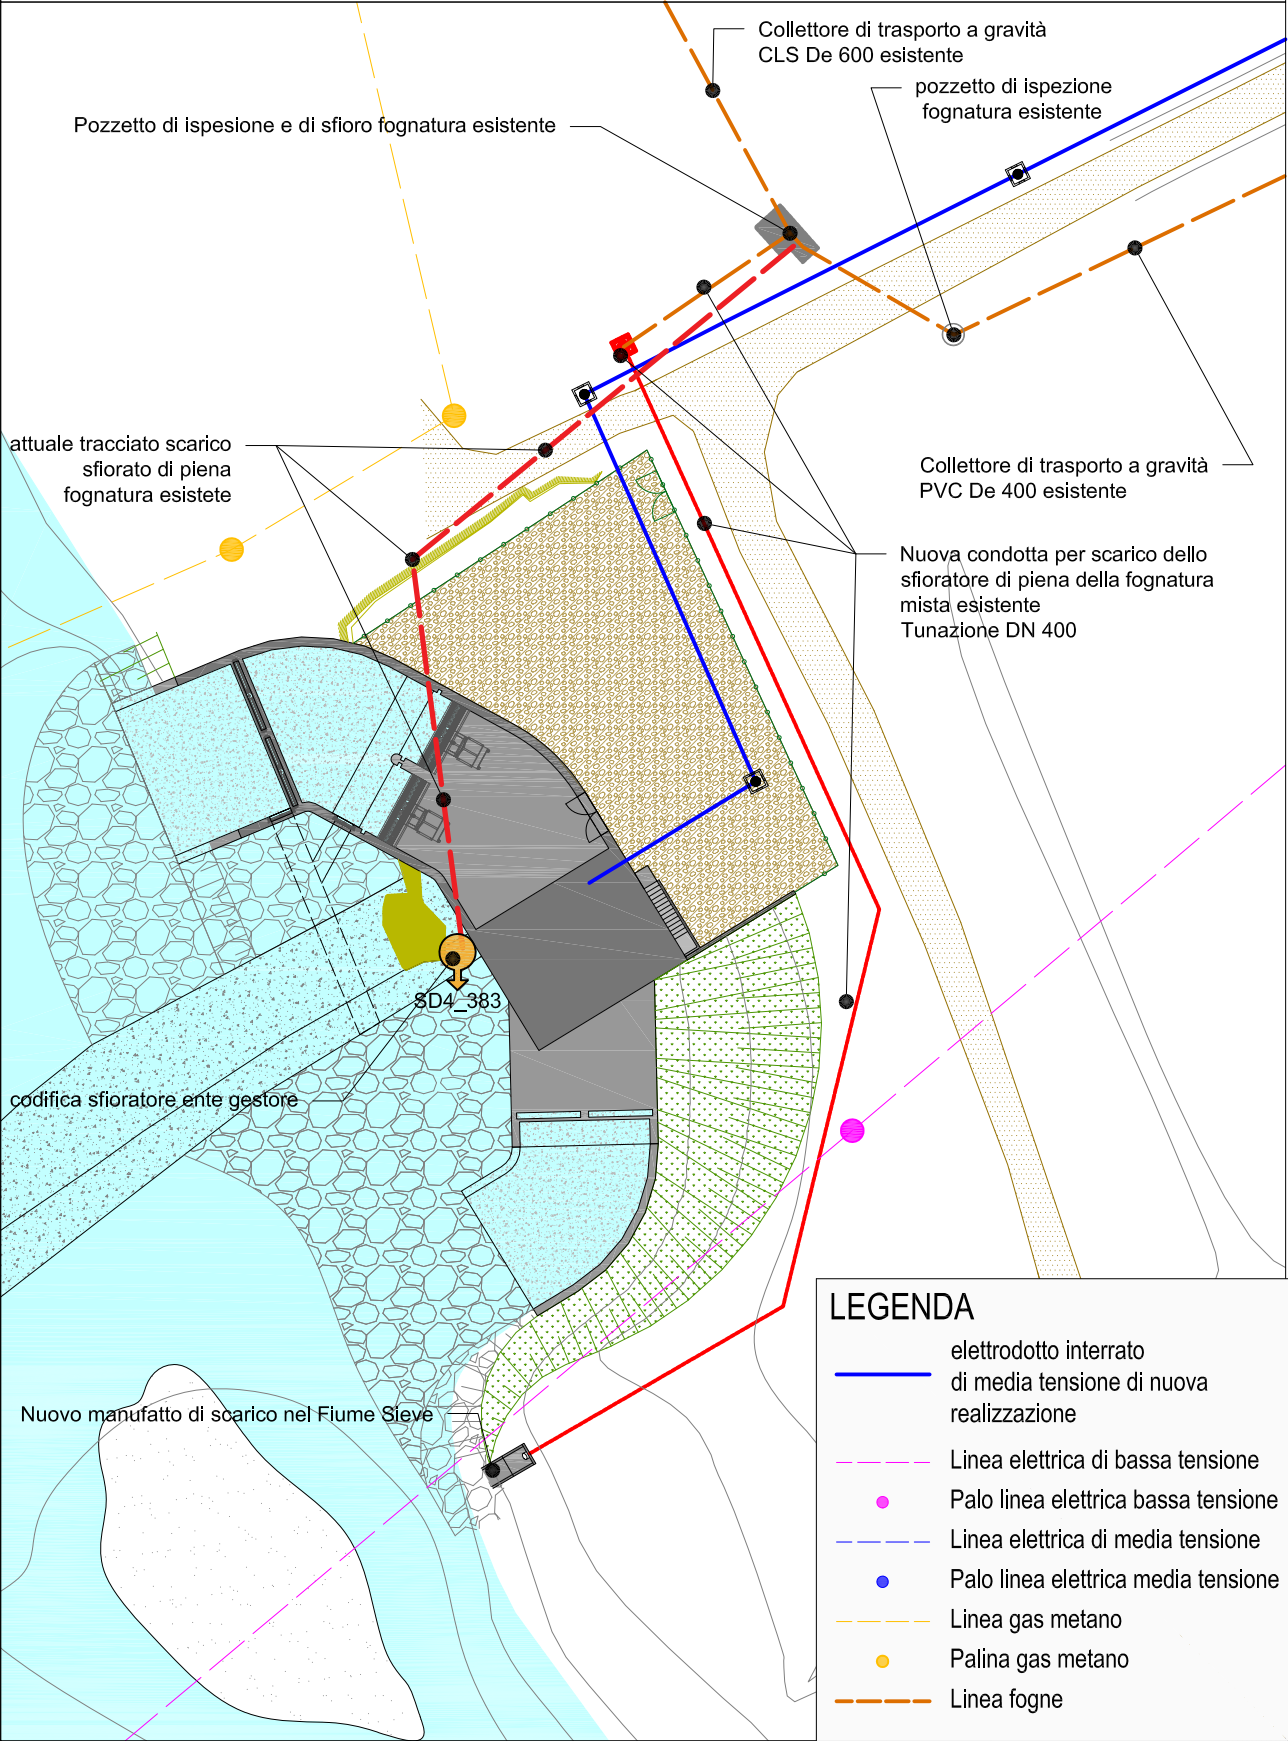 Collettore di trasporto a gravità
CLS De 600 esistente
pozzetto di ispezione
fognatura esistente
Pozzetto di ispesione e di sfioro fognatura esistente
attuale tracciato scarico
sfiorato di piena
fognatura esistete
Collettore di trasporto a gravità
PVC De 400 esistente
Nuova condotta per scarico dello
sfioratore di piena della fognatura
mista esistente
Tunazione DN 400
SD4_383
codifica sfioratore ente gestore
Nuovo manufatto di scarico nel Fiume Sieve
LEGENDA
elettrodotto interrato
di media tensione di nuova
realizzazione
Linea elettrica di bassa tensione
Palo linea elettrica bassa tensione
Linea elettrica di media tensione
Palo linea elettrica media tensione
Linea gas metano
Palina gas metano
Linea fogne